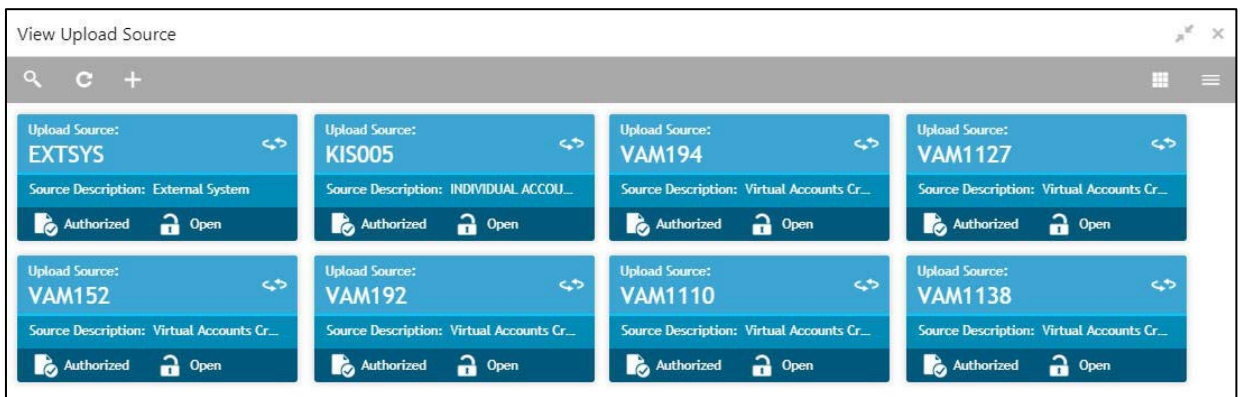 View Upload Source
Upload Source:
EXTSYS
Source Description: External System
Authorized Open
Upload Source:
KIS005
Source Description: INDIVIDUAL ACCOU...
Authorized Open
Upload Source:
VAM194
Source Description: Virtual Accounts Cr...
Authorized Open
Upload Source:
VAM1127
Source Description: Virtual Accounts Cr...
Authorized Open
Upload Source:
VAM152
Source Description: Virtual Accounts Cr...
Authorized Open
Upload Source:
VAM192
Source Description: Virtual Accounts Cr...
Authorized Open
Upload Source:
VAM1110
Source Description: Virtual Accounts Cr...
Authorized Open
Upload Source:
VAM1138
Source Description: Virtual Accounts Cr...
Authorized Open